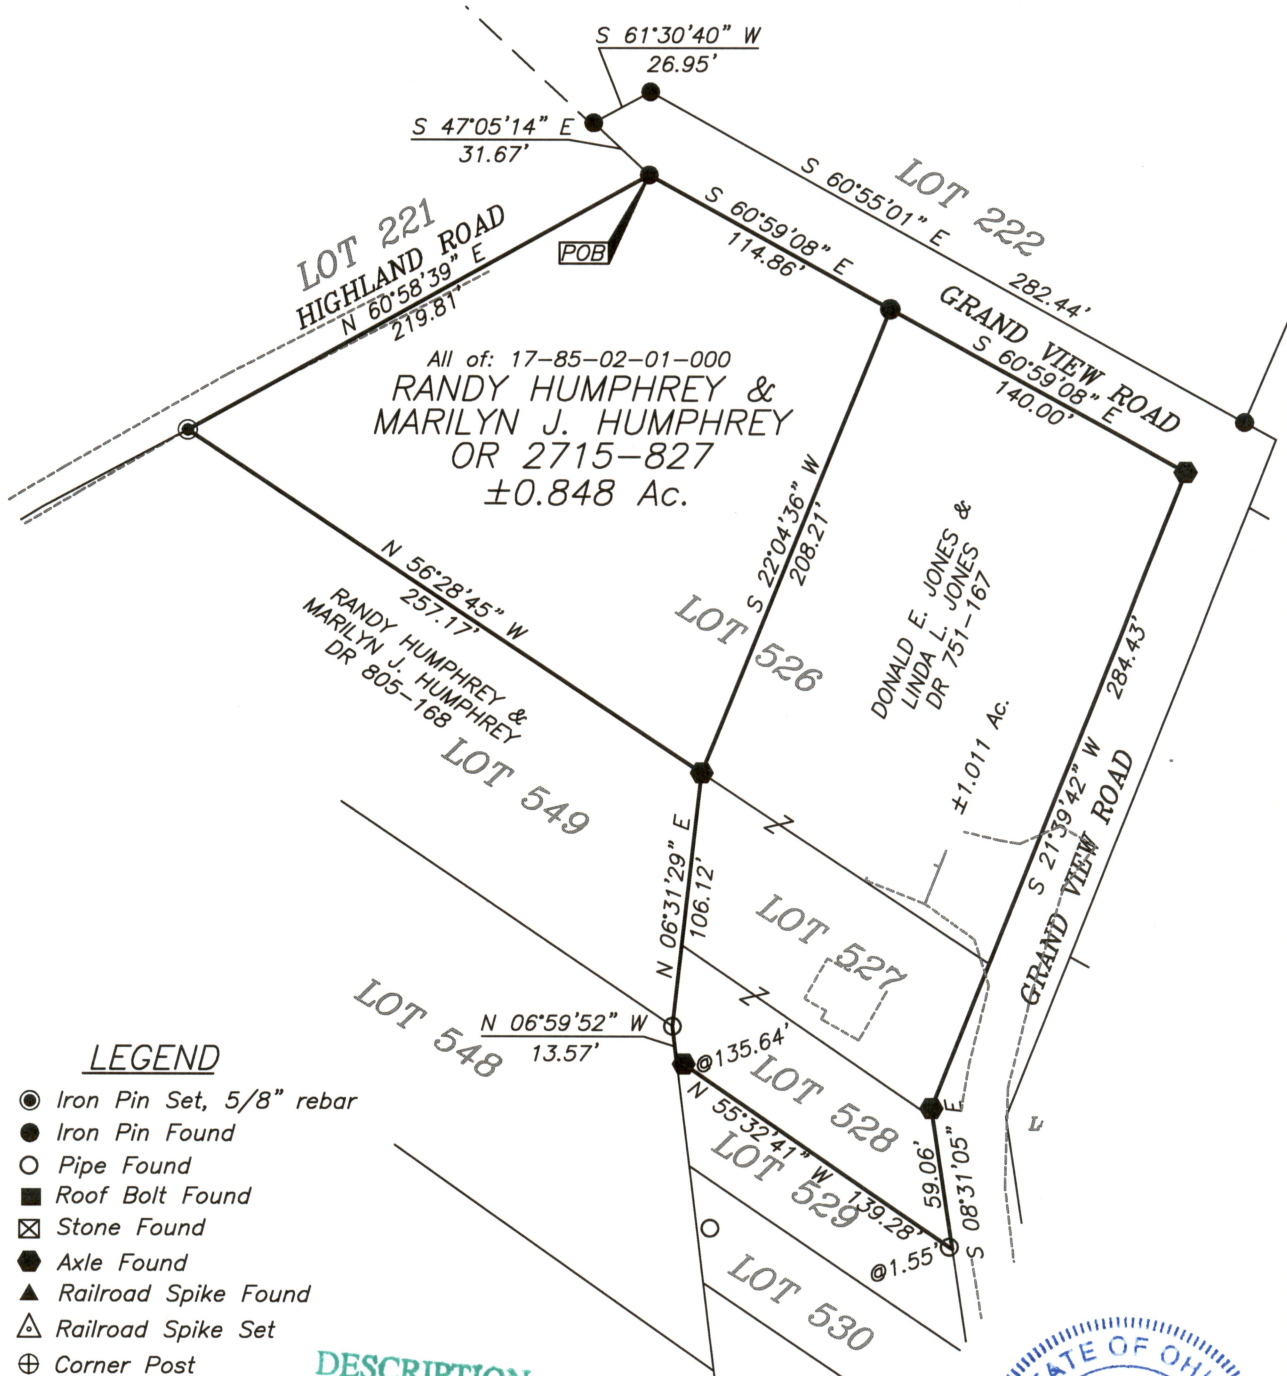 S 61°30'40" W
26.95'
S 47°05'14" E
31.67'
LOT 221
HIGHLAND ROAD
N 60°58'39" E
219.81'
POB
S 60°59'08" E
114.86'
S 60°55'01" E
282.44'
LOT 222
GRAND VIEW ROAD
S 60°59'08" E
140.00'
All of: 17-85-02-01-000
RANDY HUMPHREY &
MARILYN J. HUMPHREY
OR 2715-827
±0.848 Ac.
N 56°28'45" W
257.17'
RANDY HUMPHREY &
MARILYN J. HUMPHREY
DR 805-168
LOT 549
S 22°04'36" W
208.21'
LOT 526
DONALD E. JONES &
LINDA L. JONES
DR 751-167
±1.011 Ac.
284.43'
S 21°39'42" W
GRAND VIEW ROAD
N 06°31'29" E
106.12'
Z
LOT 527
Z
LOT 548
N 06°59'52" W
13.57'
@135.64'
LOT 528
N 55°32'41" W 139.28'
LOT 529
@1.55'
59.06'
S 08°31'05" E
LOT 530
LEGEND
Iron Pin Set, 5/8" rebar
Iron Pin Found
Pipe Found
Roof Bolt Found
Stone Found
Axle Found
Railroad Spike Found
Railroad Spike Set
Corner Post
DESCRIPTION
STATE OF OHI